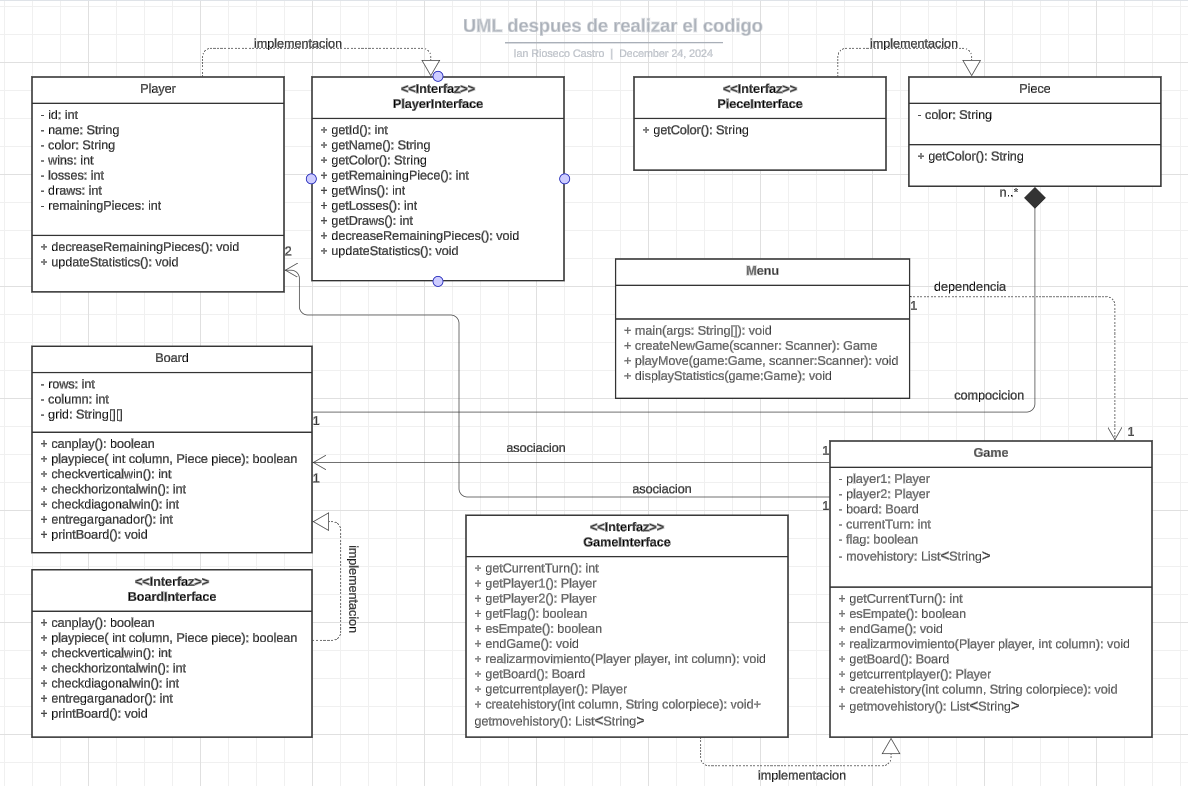 UML despues de realizar el codigo
Ian Rioseco Castro | December 24, 2024
implementacion
Player
- id: int
- name: String
- color: String
- wins: int
- losses: int
- draws: int
- remainingPieces: int
+ decreaseRemainingPieces(): void
+ updateStatistics(): void
2
<<Interfaz>>
PlayerInterface
+ getId(): int
+ getName(): String
+ getColor(): String
+ getRemainingPiece(): int
+ getWins(): int
+ getLosses(): int
+ getDraws(): int
+ decreaseRemainingPieces(): void
+ updateStatistics(): void
implementacion
<<Interfaz>>
PieceInterface
+ getColor(): String
Piece
- color: String
+ getColor(): String
n..*
Menu
+ main(args: String[]): void
+ createNewGame(scanner: Scanner): Game
+ playMove(game:Game, scanner:Scanner): void
+ displayStatistics(game:Game): void
dependencia
1
1
compocicion
Board
- rows: int
- column: int
- grid: String[][]
+ canplay(): boolean
+ playpiece( int column, Piece piece): boolean
+ checkverticalwin(): int
+ checkhorizontalwin(): int
+ checkdiagonalwin(): int
+ entregarganador(): int
+ printBoard(): void
1
1
asociacion
1
asociacion
1
implementacion
<<Interfaz>>
BoardInterface
+ canplay(): boolean
+ playpiece( int column, Piece piece): boolean
+ checkverticalwin(): int
+ checkhorizontalwin(): int
+ checkdiagonalwin(): int
+ entregarganador(): int
+ printBoard(): void
<<Interfaz>>
GameInterface
+ getCurrentTurn(): int
+ getPlayer1(): Player
+ getPlayer2(): Player
+ getFlag(): boolean
+ esEmpate(): boolean
+ endGame(): void
+ realizarmovimiento(Player player, int column): void
+ getBoard(): Board
+ getcurrentplayer(): Player
+ createhistory(int column, String colorpiece): void+
getmovehistory(): List<String>
Game
- player1: Player
- player2: Player
- board: Board
- currentTurn: int
- flag: boolean
- movehistory: List<String>
+ getCurrentTurn(): int
+ esEmpate(): boolean
+ endGame(): void
+ realizarmovimiento(Player player, int column): void
+ getBoard(): Board
+ getcurrentplayer(): Player
+ createhistory(int column, String colorpiece): void
+ getmovehistory(): List<String>
implementacion